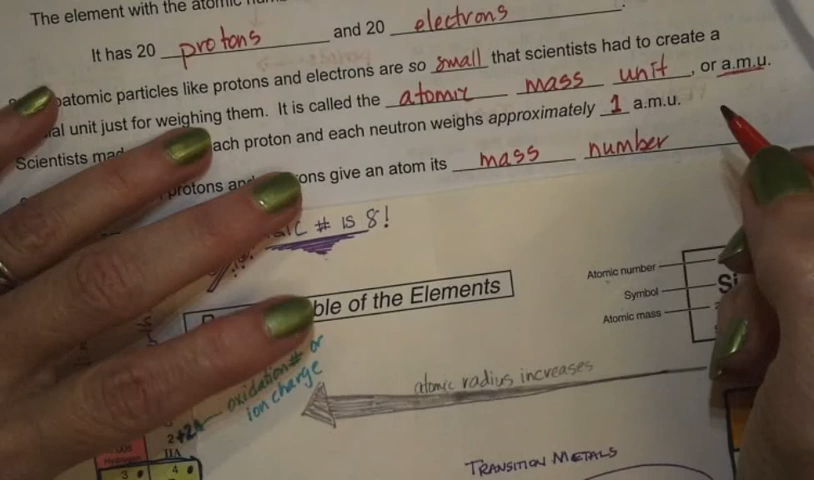 The element with the atomic
It has 20 protons and 20 electrons.
atomic particles like protons and electrons are so small that scientists had to create a
unit just for weighing them. It is called the atomic mass unit, or a.m.u.
Scientists ach proton and each neutron weighs approximately 1 a.m.u.
protons ons give an atom its mass number
# is 8!
ble of the Elements
Atomic number
Symbol
Atomic mass
Si
oxidation # or
ion charge
atomic radius increases
2+2A
IIA
3 4
TRANSITION METALS